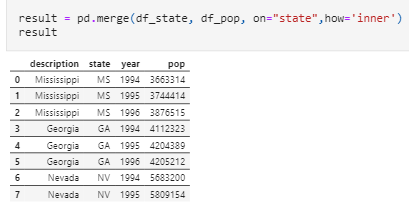 result = pd.merge(df_state, df_pop, on="state",how='inner')
result
description state year pop
0 Mississippi MS 1994 3663314
1 Mississippi MS 1995 3744414
2 Mississippi MS 1996 3876515
3 Georgia GA 1994 4112323
4 Georgia GA 1995 4204389
5 Georgia GA 1996 4205212
6 Nevada NV 1994 5683200
7 Nevada NV 1995 5809154